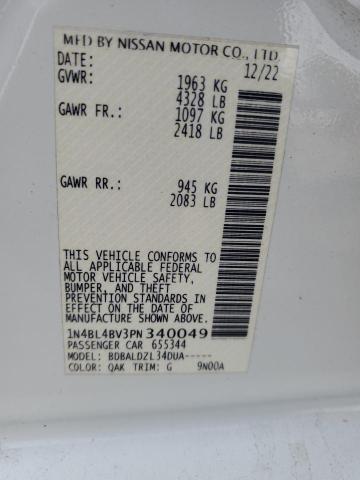 MFD BY NISSAN MOTOR CO., LTD.
DATE: 12/22
GVWR: 1963 KG
4328 LB
GAWR FR.: 1097 KG
2418 LB
GAWR RR.: 945 KG
2083 LB
THIS VEHICLE CONFORMS TO
ALL APPLICABLE FEDERAL
MOTOR VEHICLE SAFETY,
BUMPER, AND THEFT
PREVENTION STANDARDS
IN EFFECT ON THE DATE
OF MANUFACTURE SHOWN ABOVE.
1N4BL4BV3PN340049
PASSENGER CAR 655344
MODEL: BDBALDZL34DUA-----
COLOR: QAK TRIM: G 9N00A